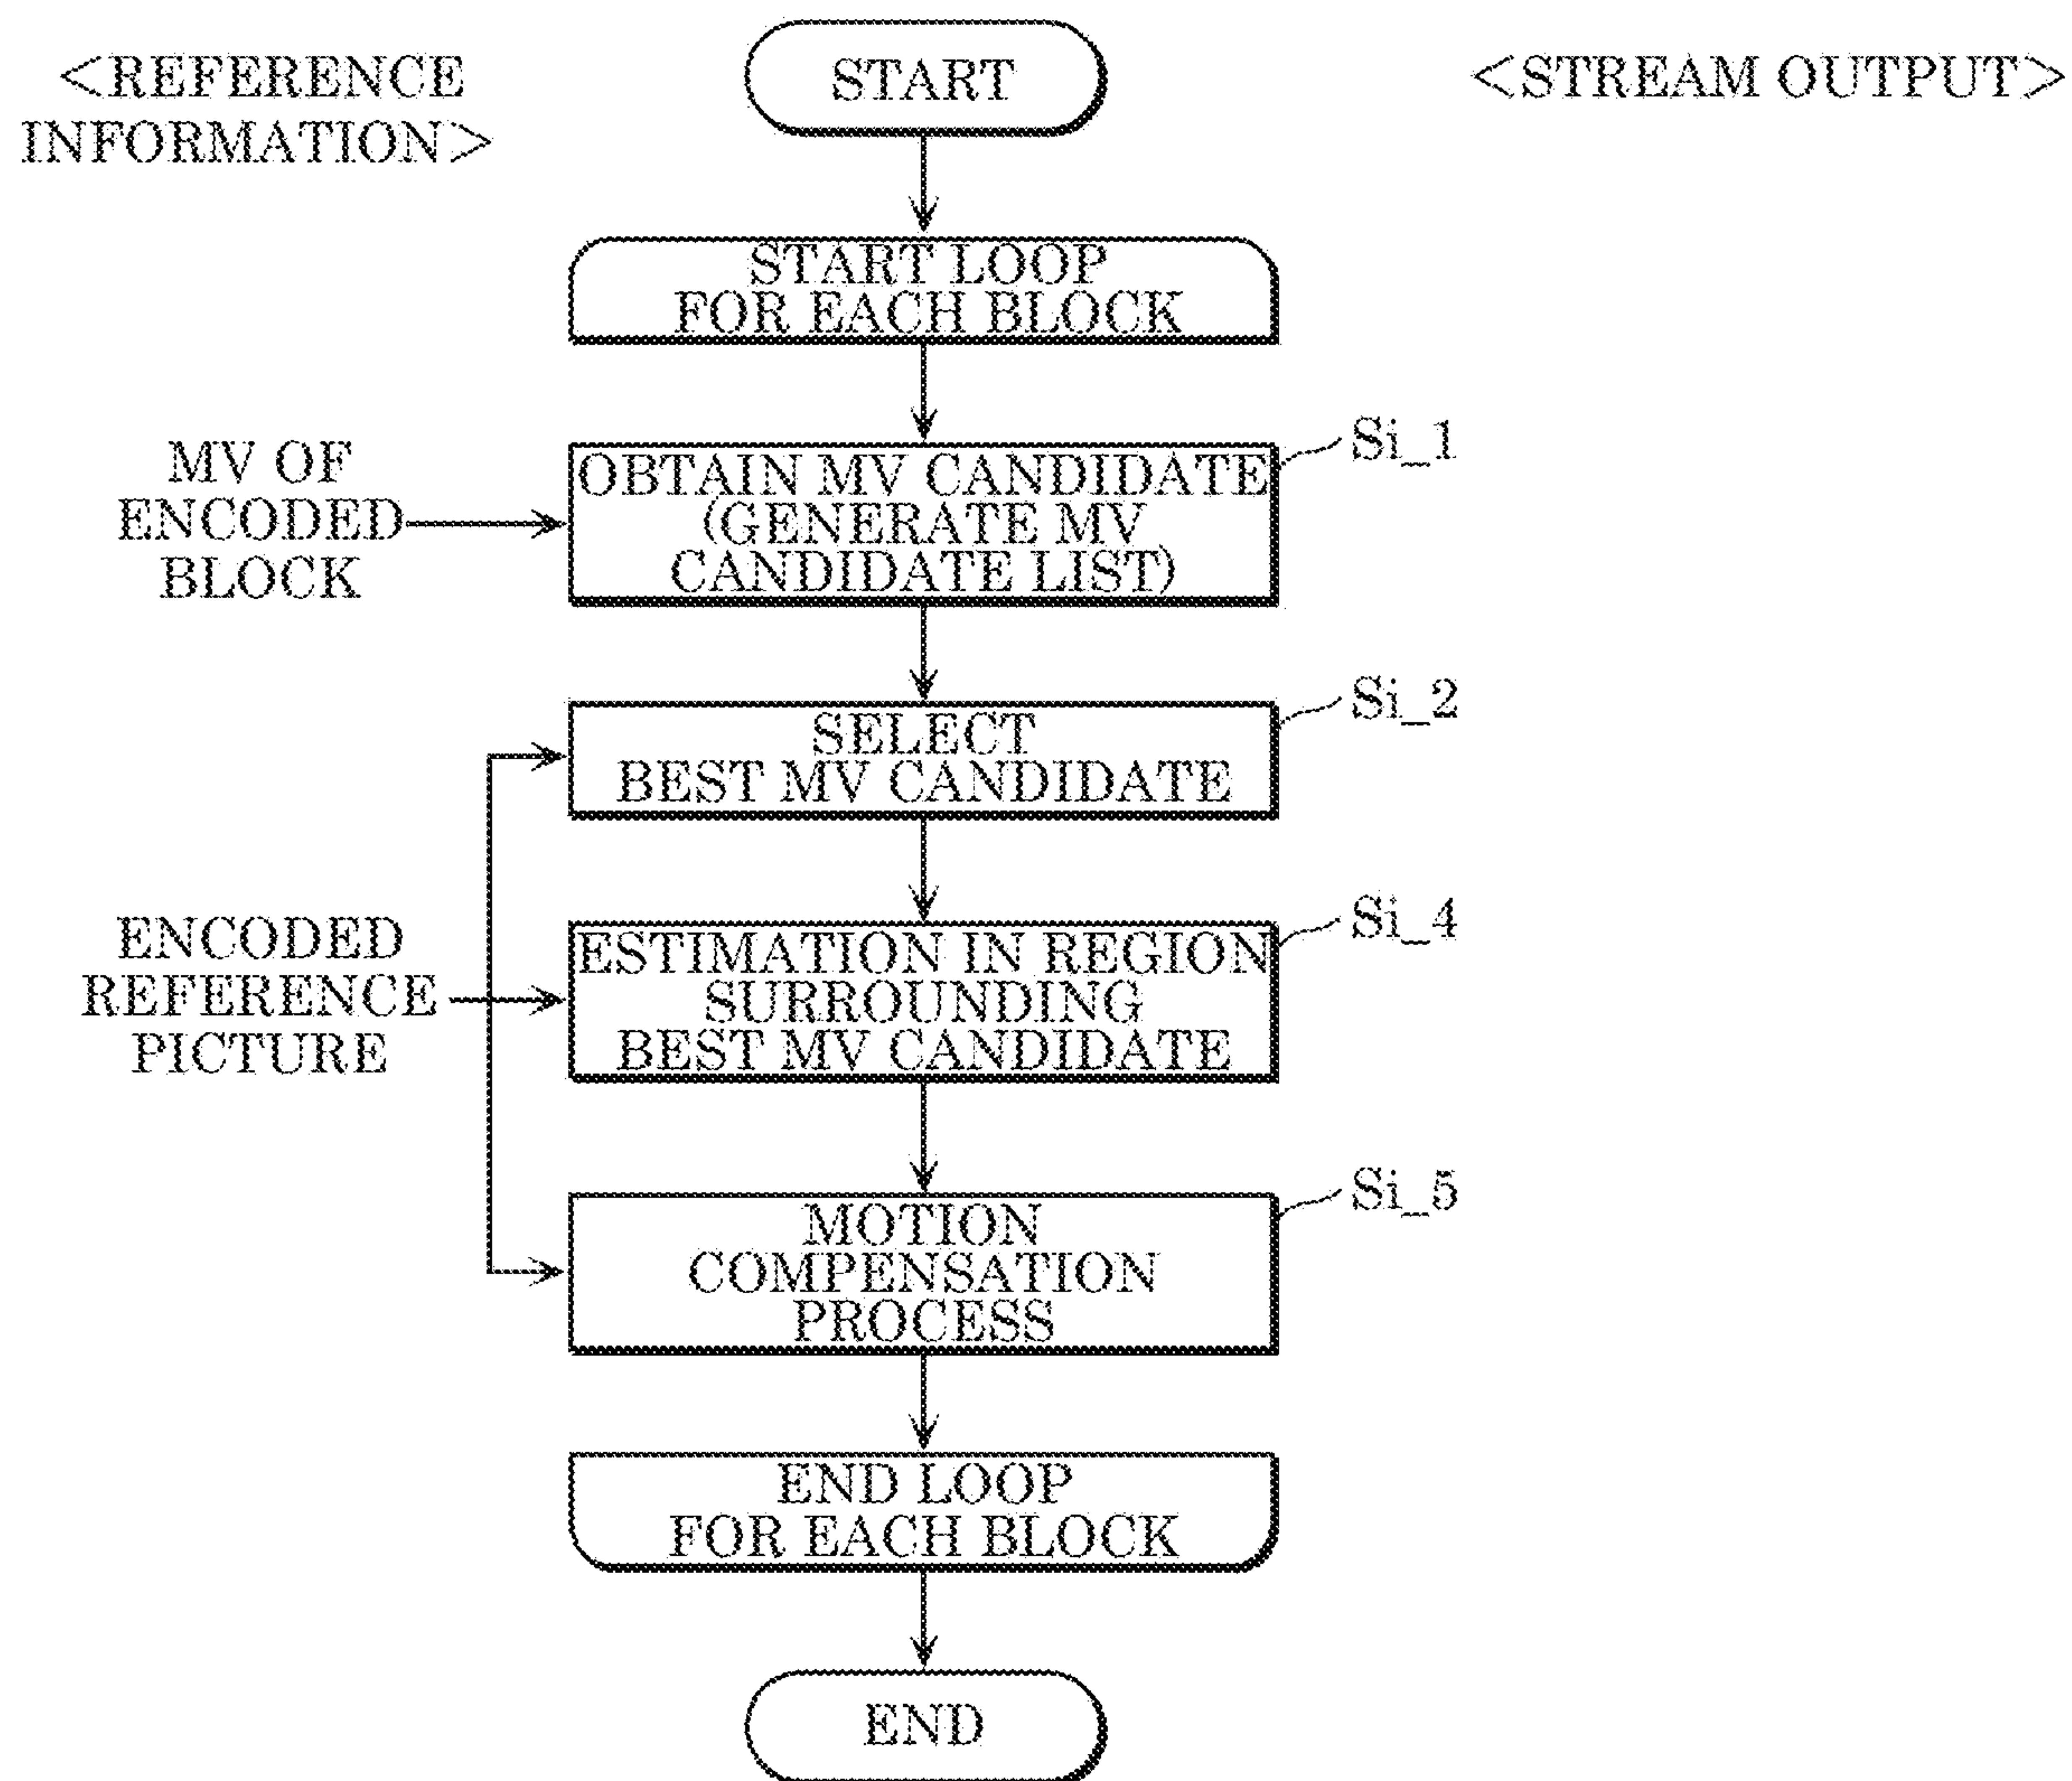 <REFERENCE
INFORMATION>
START
<STREAM OUTPUT>
START LOOP
FOR EACH BLOCK
MV OF
ENCODED
BLOCK
OBTAIN MV CANDIDATE
(GENERATE MV
CANDIDATE LIST)
Si_1
SELECT
BEST MV CANDIDATE
Si_2
ENCODED
REFERENCE
PICTURE
ESTIMATION IN REGION
SURROUNDING
BEST MV CANDIDATE
Si_4
MOTION
COMPENSATION
PROCESS
Si_5
END LOOP
FOR EACH BLOCK
END